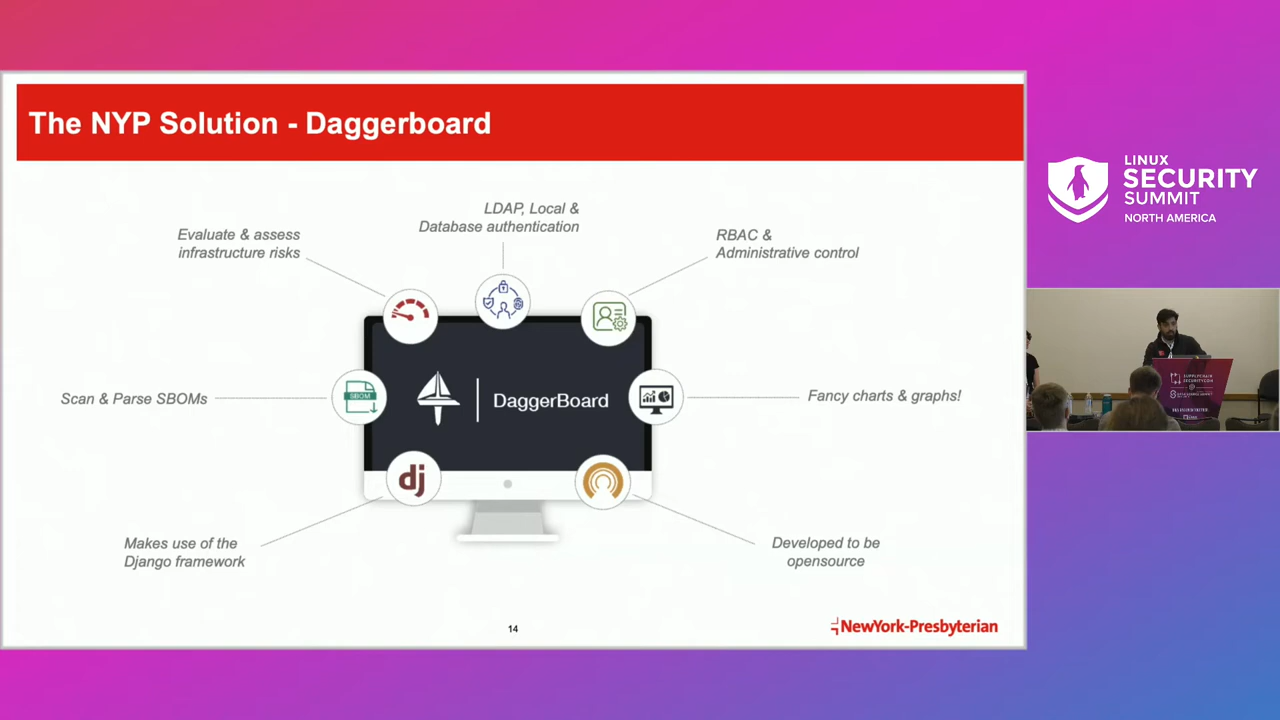 The NYP Solution - Daggerboard
LINUX
SECURITY
SUMMIT
NORTH AMERICA
LDAP, Local &
Database authentication
Evaluate & assess
infrastructure risks
RBAC &
Administrative control
Scan & Parse SBOMs
SBOM
DaggerBoard
Fancy charts & graphs!
dj
Makes use of the
Django framework
Developed to be
opensource
14
NewYork-Presbyterian